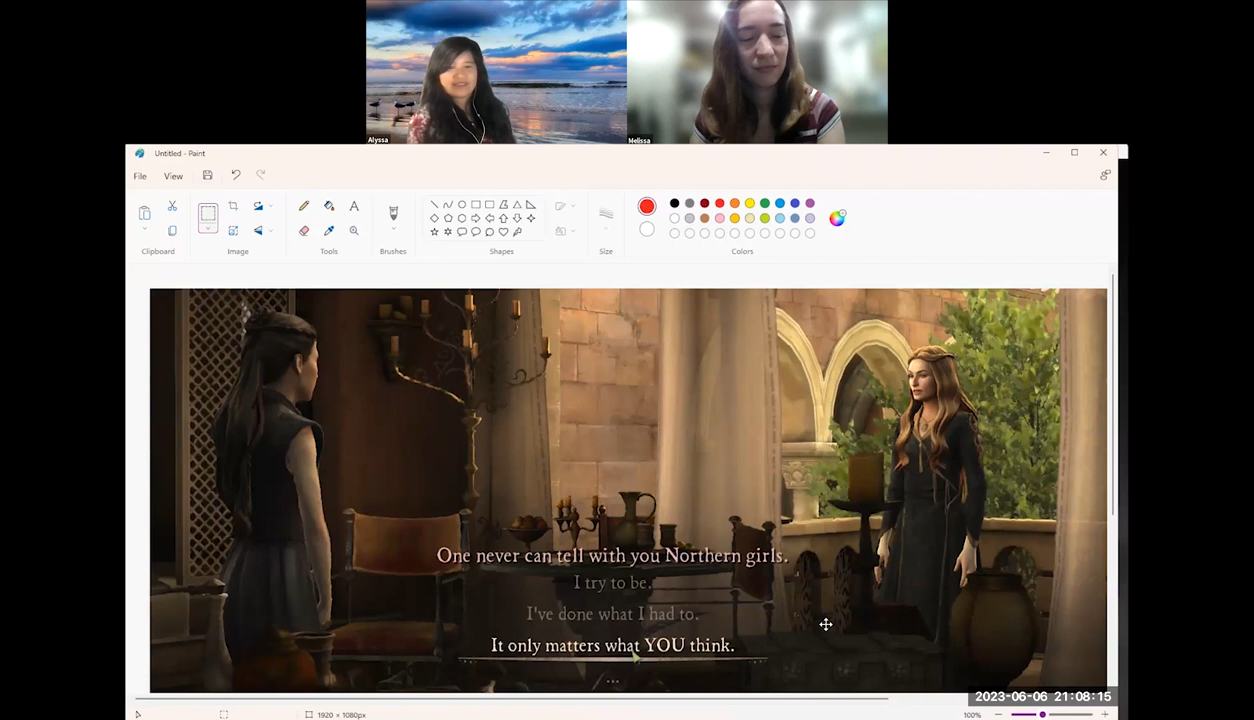 Alyssa
Melissa
Untitled - Paint
File
View
Clipboard
Image
Tools
Brushes
Shapes
Size
Colors
One never can tell with you Northern girls.
I try to be.
I've done what I had to.
It only matters what YOU think.
...
2023-06-06 21:08:15
1920 × 1080px
100%